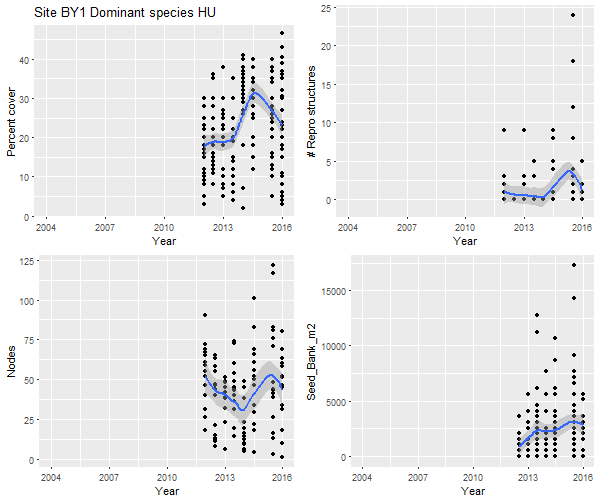 Site BY1 Dominant species HU
Percent cover
40
30
20
10
0
2004 2007 2010 2013 2016
Year
# Repro structures
25
20
15
10
5
0
2004 2007 2010 2013 2016
Year
Nodes
125
100
75
50
25
0
2004 2007 2010 2013 2016
Year
Seed_Bank_m2
15000
10000
5000
0
2004 2007 2010 2013 2016
Year